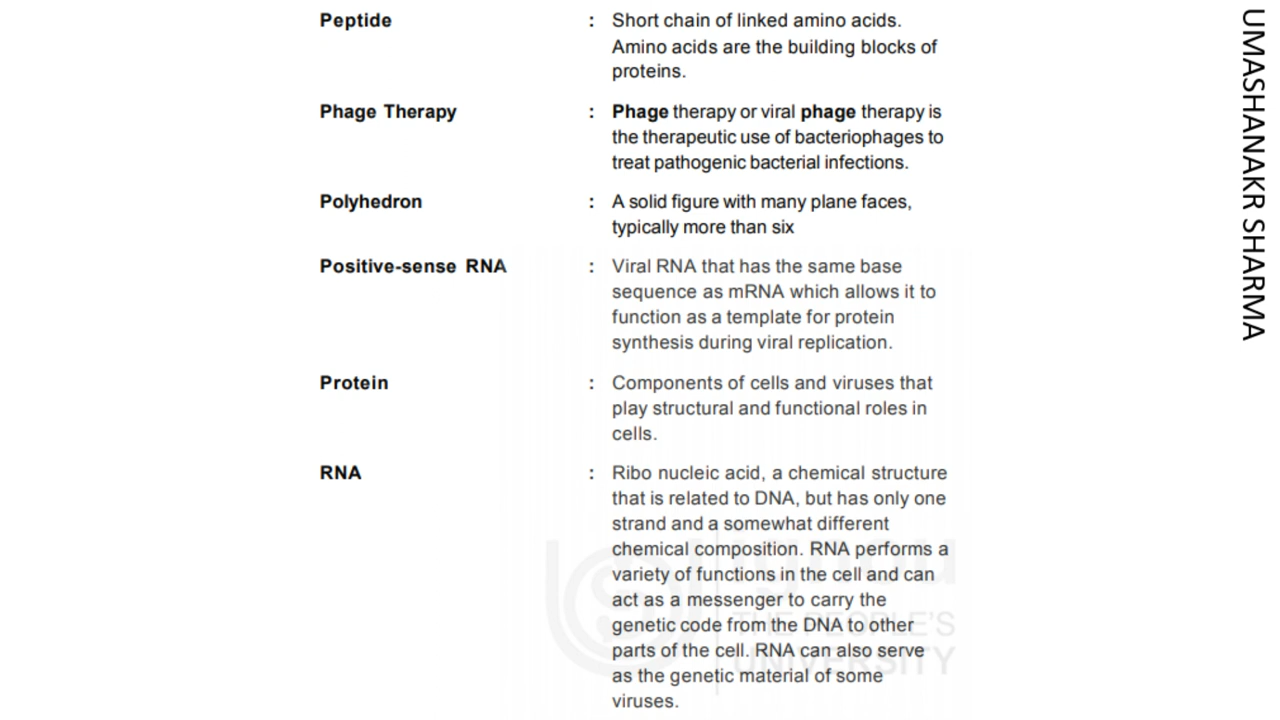 Peptide : Short chain of linked amino acids.
Amino acids are the building blocks of
proteins.
Phage Therapy : Phage therapy or viral phage therapy is
the therapeutic use of bacteriophages to
treat pathogenic bacterial infections.
Polyhedron : A solid figure with many plane faces,
typically more than six
Positive-sense RNA : Viral RNA that has the same base
sequence as mRNA which allows it to
function as a template for protein
synthesis during viral replication.
Protein : Components of cells and viruses that
play structural and functional roles in
cells.
RNA : Ribo nucleic acid, a chemical structure
that is related to DNA, but has only one
strand and a somewhat different
chemical composition. RNA performs a
variety of functions in the cell and can
act as a messenger to carry the
genetic code from the DNA to other
parts of the cell. RNA can also serve
as the genetic material of some
viruses.
ignou
THE PEOPLE'S
UNIVERSITY
UMASHANAKR SHARMA